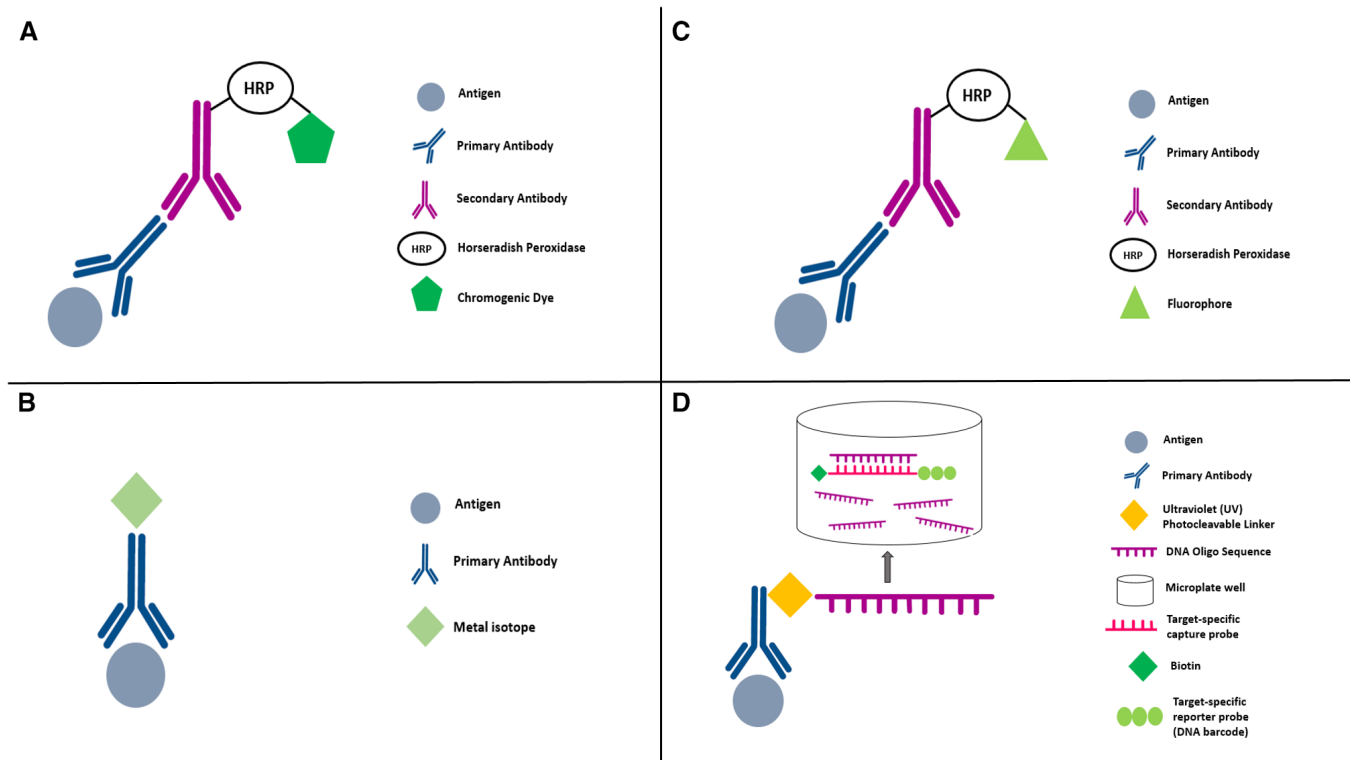 A
HRP
Antigen
Primary Antibody
Secondary Antibody
HRP
Horseradish Peroxidase
Chromogenic Dye
C
HRP
Antigen
Primary Antibody
Secondary Antibody
HRP
Horseradish Peroxidase
Fluorophore
B
Antigen
Primary Antibody
Metal isotope
D
Antigen
Primary Antibody
Ultraviolet (UV)
Photocleavable Linker
DNA Oligo Sequence
Microplate well
Target-specific
capture probe
Biotin
Target-specific
reporter probe
(DNA barcode)